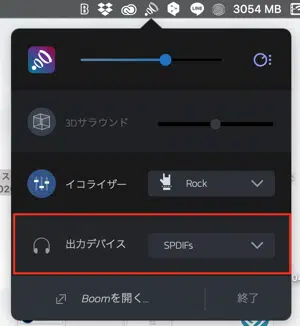 3054 MB
3Dサラウンド
イコライザー
Rock
出力デバイス
SPDIFs
Boomを開く...
終了